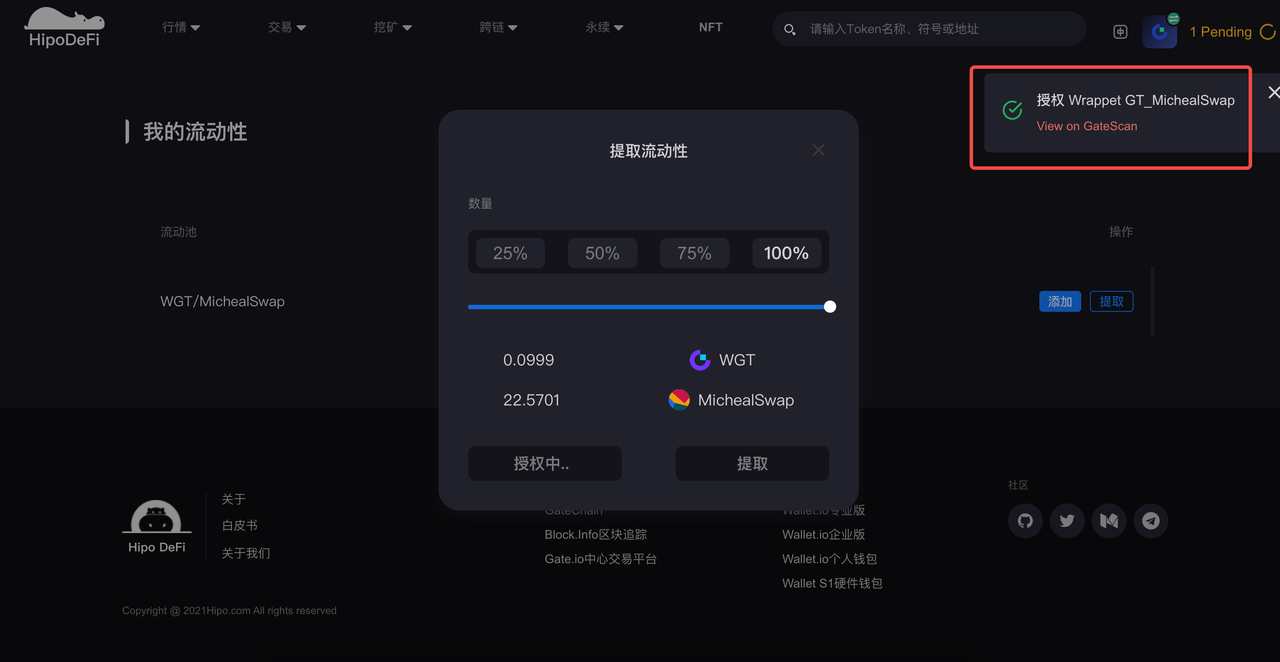 HipoDeFi
行情
交易
挖矿
跨链
永续
NFT
请输入Token名称、符号或地址
1 Pending
授权 Wrappet GT_MichealSwap
View on GateScan
我的流动性
提取流动性
数量
25%
50%
75%
100%
流动池
操作
WGT/MichealSwap
添加
提取
0.0999
WGT
22.5701
MichealSwap
授权中..
提取
Hipo DeFi
关于
白皮书
关于我们
GateChain
Block.Info区块追踪
Gate.io中心交易平台
Wallet.io专业版
Wallet.io企业版
Wallet.io个人钱包
Wallet S1硬件钱包
社区
Copyright @ 2021Hipo.com All rights reserved